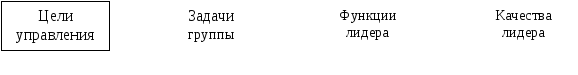 Цели
управления
Задачи
группы
Функции
лидера
Качества
лидера